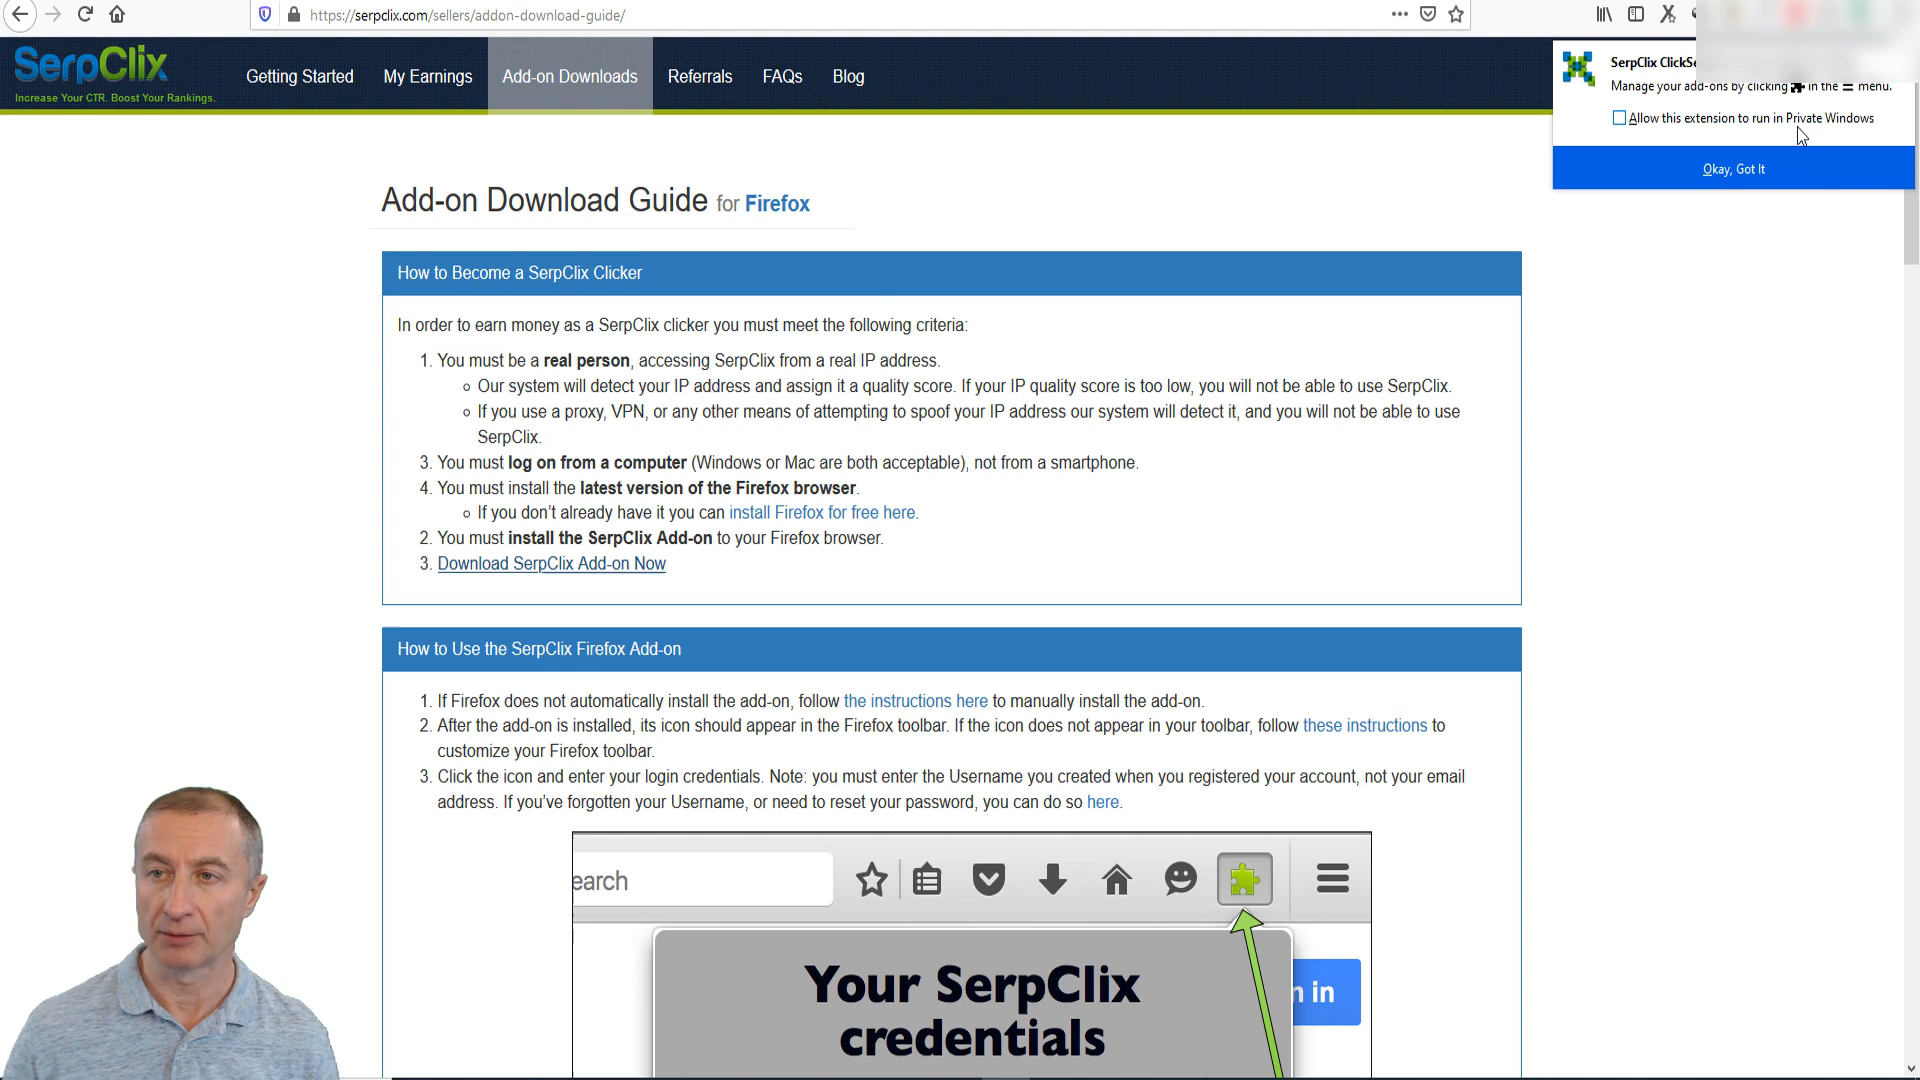 https://serpclix.com/sellers/addon-download-guide/
SerpClix
Increase Your CTR. Boost Your Rankings.
Getting Started
My Earnings
Add-on Downloads
Referrals
FAQs
Blog
SerpClix
Manage your add-ons by clicking in the menu.
Allow this extension to run in Private Windows
Okay, Got It
Add-on Download Guide for Firefox
How to Become a SerpClix Clicker
In order to earn money as a SerpClix clicker you must meet the following criteria:
1. You must be a real person, accessing SerpClix from a real IP address.
Our system will detect your IP address and assign it a quality score. If your IP quality score is too low, you will not be able to use SerpClix.
If you use a proxy, VPN, or any other means of attempting to spoof your IP address our system will detect it, and you will not be able to use
SerpClix.
3. You must log on from a computer (Windows or Mac are both acceptable), not from a smartphone.
4. You must install the latest version of the Firefox browser.
If you don't already have it you can install Firefox for free here.
2. You must install the SerpClix Add-on to your Firefox browser.
3. Download SerpClix Add-on Now
How to Use the SerpClix Firefox Add-on
1. If Firefox does not automatically install the add-on, follow the instructions here to manually install the add-on.
2. After the add-on is installed, its icon should appear in the Firefox toolbar. If the icon does not appear in your toolbar, follow these instructions to
customize your Firefox toolbar.
3. Click the icon and enter your login credentials. Note: you must enter the Username you created when you registered your account, not your email
address. If you've forgotten your Username, or need to reset your password, you can do so here.
earch
Your SerpClix
credentials
n in